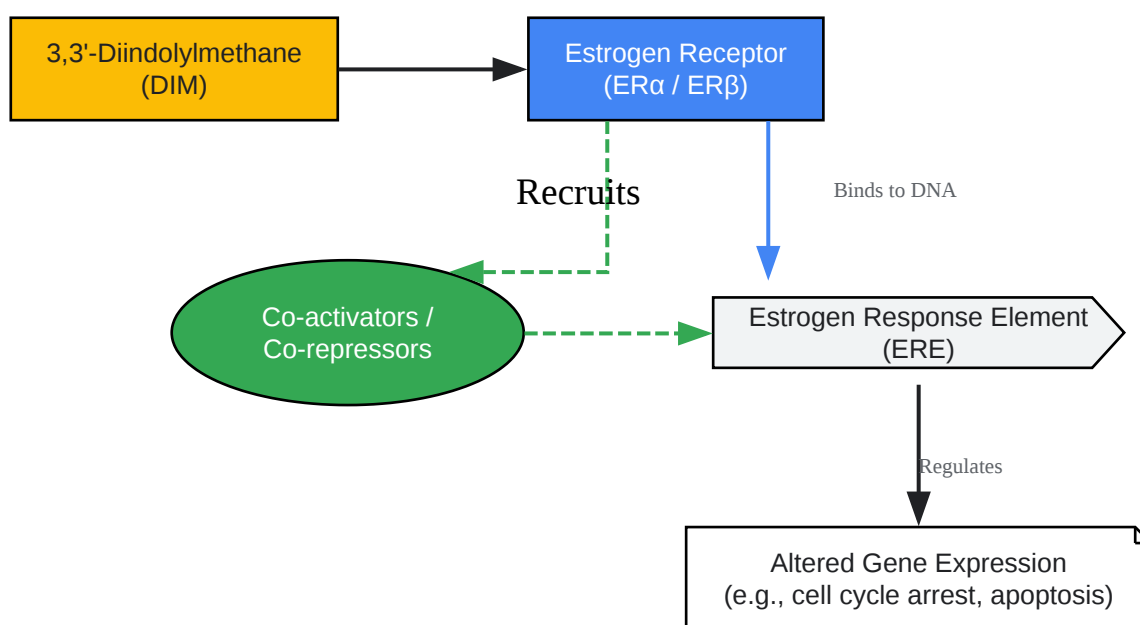 3,3'-Diindolylmethane
(DIM)
Estrogen Receptor
(ERα / ERβ)
Recruits
Binds to DNA
Co-activators /
Co-repressors
Estrogen Response Element
(ERE)
Regulates
Altered Gene Expression
(e.g., cell cycle arrest, apoptosis)